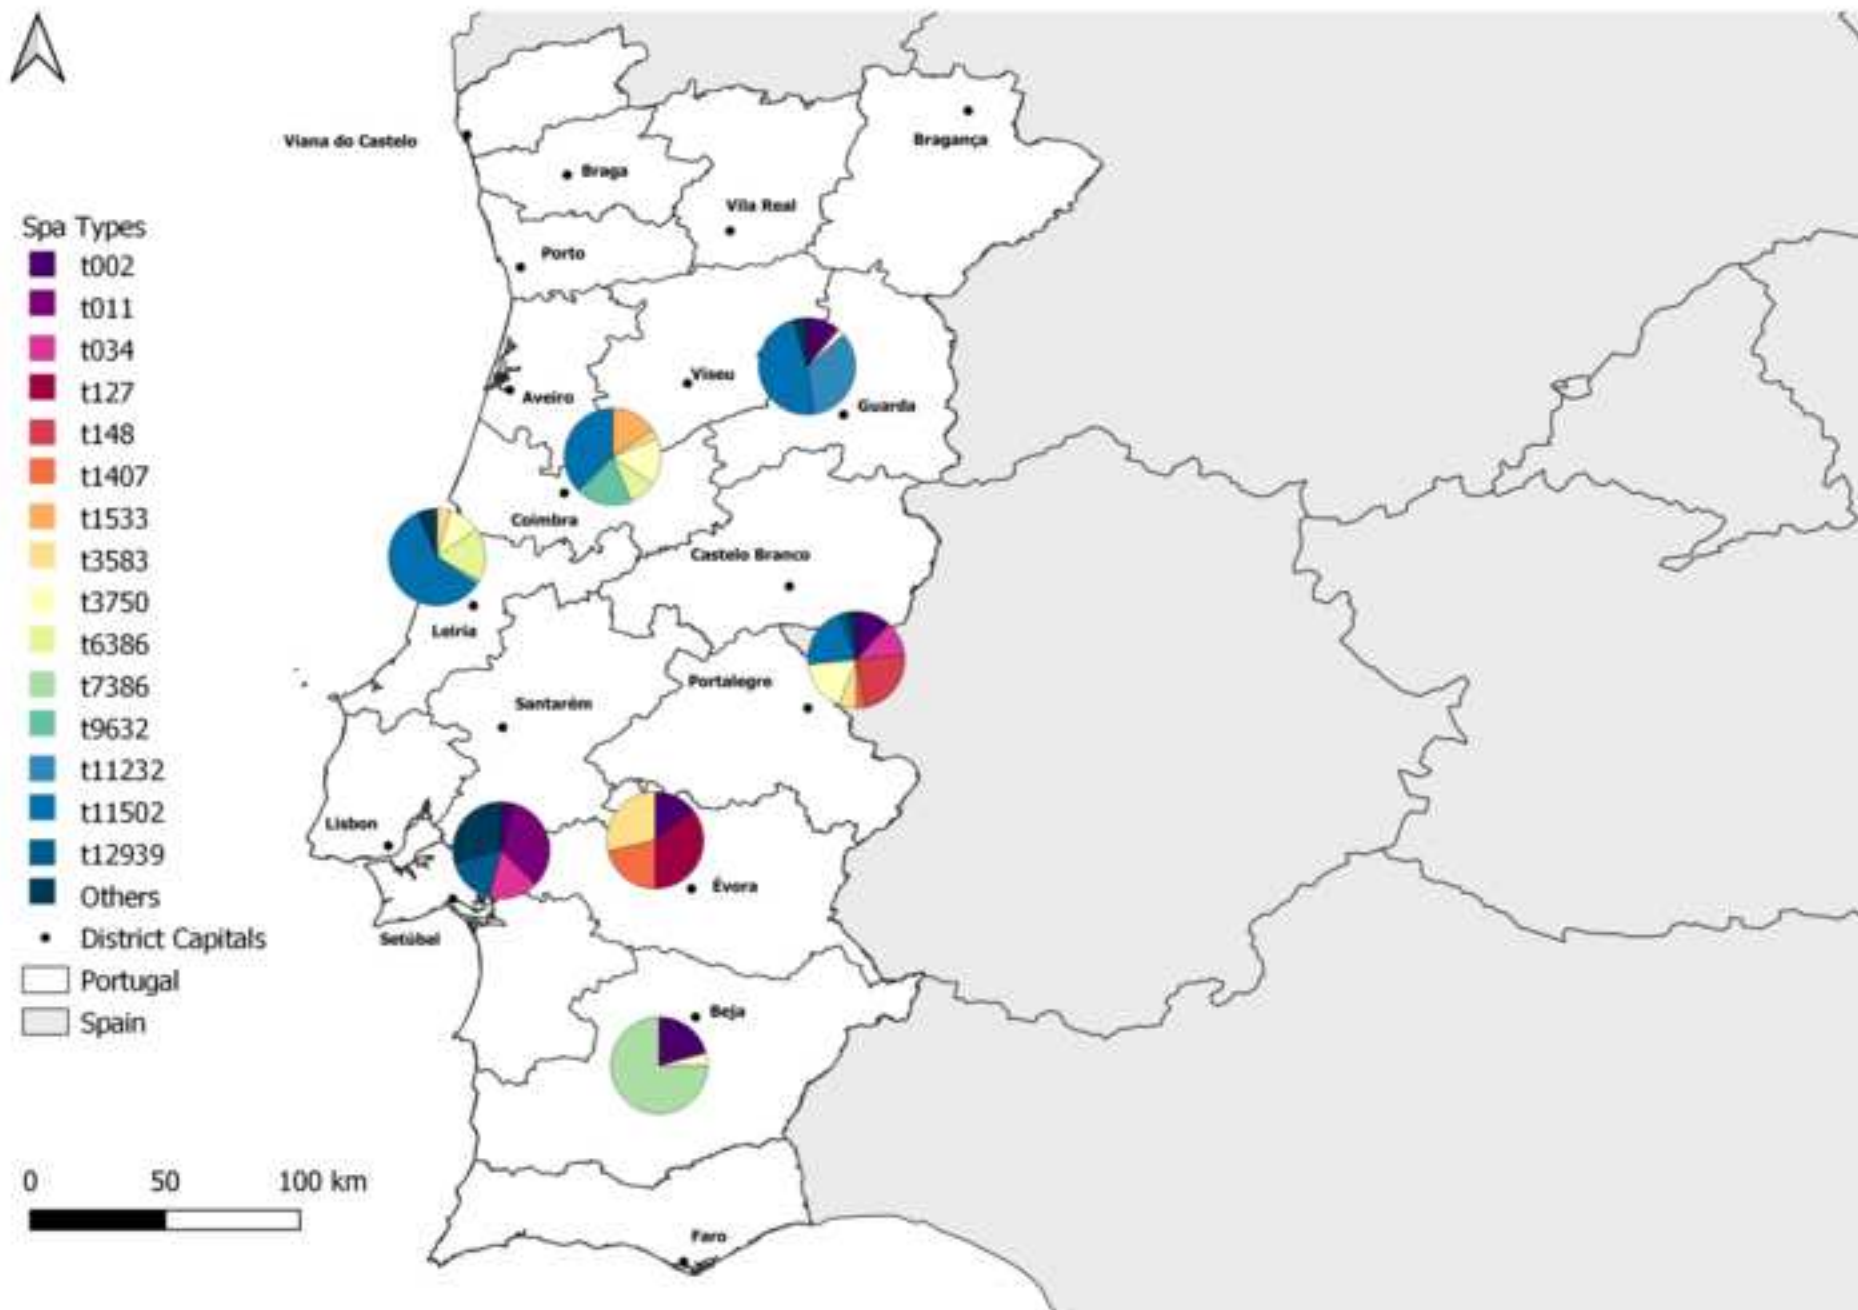 Viana do Castelo
Bragança
Braga
Vila Real
Porto
Spa Types
t002
t011
t034
t127
t148
t1407
t1533
t3583
t3750
t6386
t7386
t9632
t11232
t11502
t12939
Others
District Capitals
Portugal
Spain
Viseu
Aveiro
Guarda
Coimbra
Castelo Branco
Leiria
Portalegre
Santarém
Lisbon
Évora
Setúbal
Beja
0 50 100 km
Faro